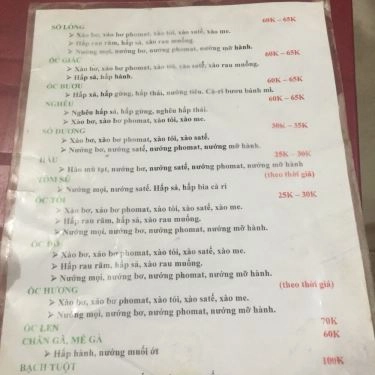 SÒ LÔNG 60K – 65K
➢ Xào bơ, xào bơ phomat, xào tỏi, xào satế, xào me.
➢ Hấp rau răm, hấp sả, xào rau muống.
➢ Nướng mọi, nướng bơ, nướng phomat, nướng mỡ hành.
ỐC GIÁC 60K – 65K
➢ Xào bơ, xào bơ phomat, xào tỏi, xào satế, xào rau muống.
➢ Hấp sả, hấp hành.
ỐC BƯƠU 60K – 65K
➢ Hấp sả, hấp gừng, hấp thái, nướng tiêu. Cà-ri bươu bánh mì.
NGHÊU 60K – 65K
➢ Nghêu hấp sả, hấp gừng, nghêu hấp thái.
➢ Xào bơ, xào bơ phomat, xào tỏi, xào me.
SÒ DƯƠNG 30K – 35K
➢ Xào bơ, xào bơ phomat, xào tỏi, xào satế.
➢ Nướng bơ, nướng satế, nướng phomat, nướng mỡ hành.
HÀU 25K – 30K
➢ Hào mù tạt, nướng bơ, nướng satế, nướng phomat, nướng mỡ hành
TÔM SÚ (theo thời giá)
➢ Nướng mọi, nướng satế. Hấp sả, hấp bia cà ri
ỐC TỎI 25K – 30K
➢ Xào bơ, xào bơ phomat, xào tỏi, xào satế, xào me.
➢ Hấp rau răm, hấp sả, xào rau muống.
➢ Nướng mọi, nướng bơ, nướng phomat, nướng mỡ hành.
ỐC ĐỎ
➢ Xào bơ, xào bơ phomat, xào tỏi, xào satế, xào me.
➢ Hấp rau răm, hấp sả, xào rau muống.
➢ Nướng mọi, nướng bơ, nướng phomat, nướng mỡ hành.
ỐC HƯƠNG (theo thời giá)
➢ Xào bơ, xào bơ phomat, xào tỏi, xào satế, xào me.
➢ Nướng mọi, nướng bơ, nướng phomat, nướng mỡ hành.
ỐC LEN 70K
CHÂN GÀ, MỀ GÀ 60K
➢ Hấp hành, nướng muối ớt
BẠCH TUỘT 100K